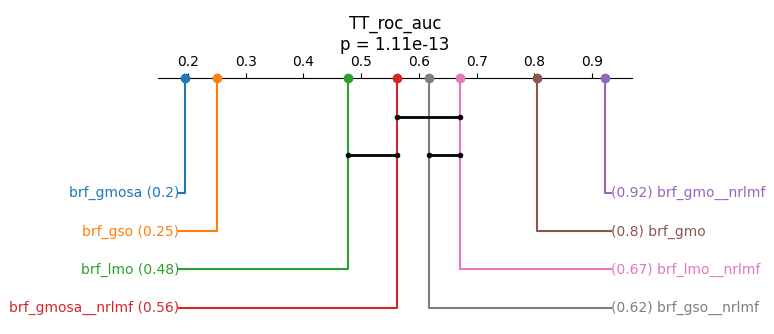 TT_roc_auc
p = 1.11e-13
0.2 0.3 0.4 0.5 0.6 0.7 0.8 0.9
brf_gmosa (0.2) (0.92) brf_gmo__nrlmf
brf_gso (0.25) (0.8) brf_gmo
brf_lmo (0.48) (0.67) brf_lmo__nrlmf
brf_gmosa__nrlmf (0.56) (0.62) brf_gso__nrlmf